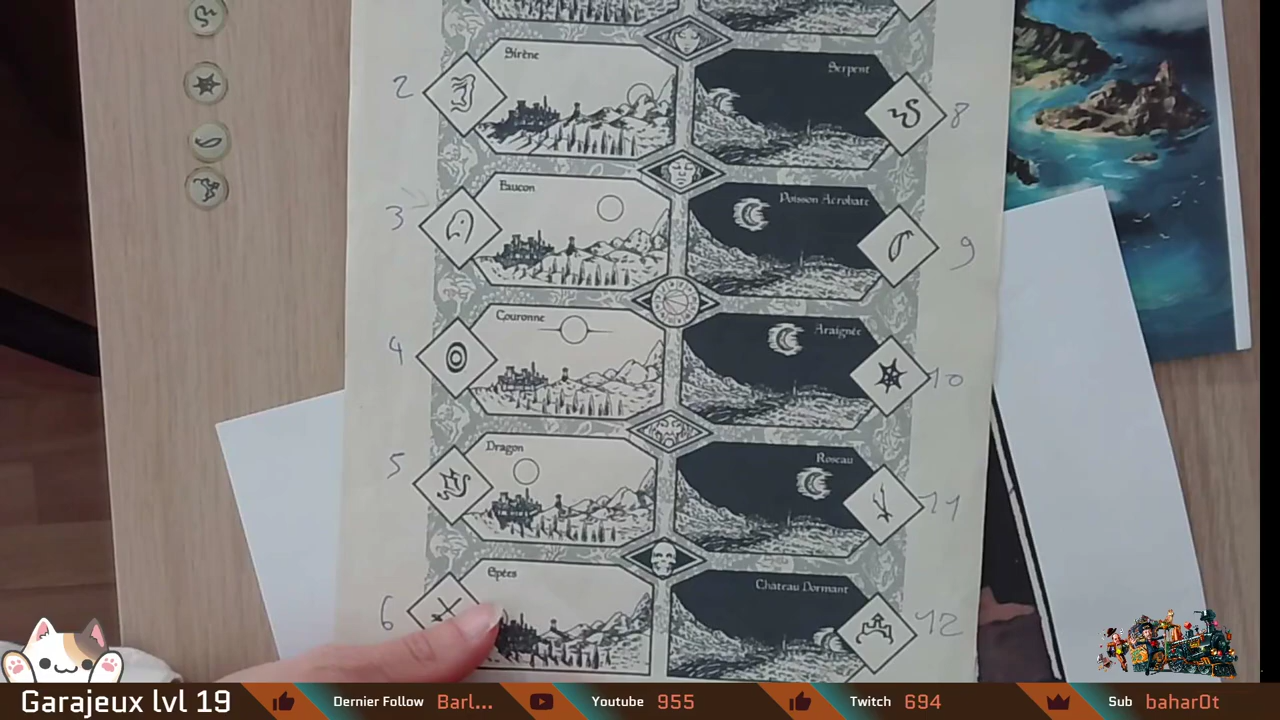 Sirène
Serpent
2
8
Faucon
Poisson Acrobate
3
9
Couronne
Araignée
4
10
Dragon
Roseau
5
11
Epées
Château Dormant
6
12
Garajeux lvl 19
Dernier Follow Barl...
Youtube 955
Twitch 694
Sub bahar0t